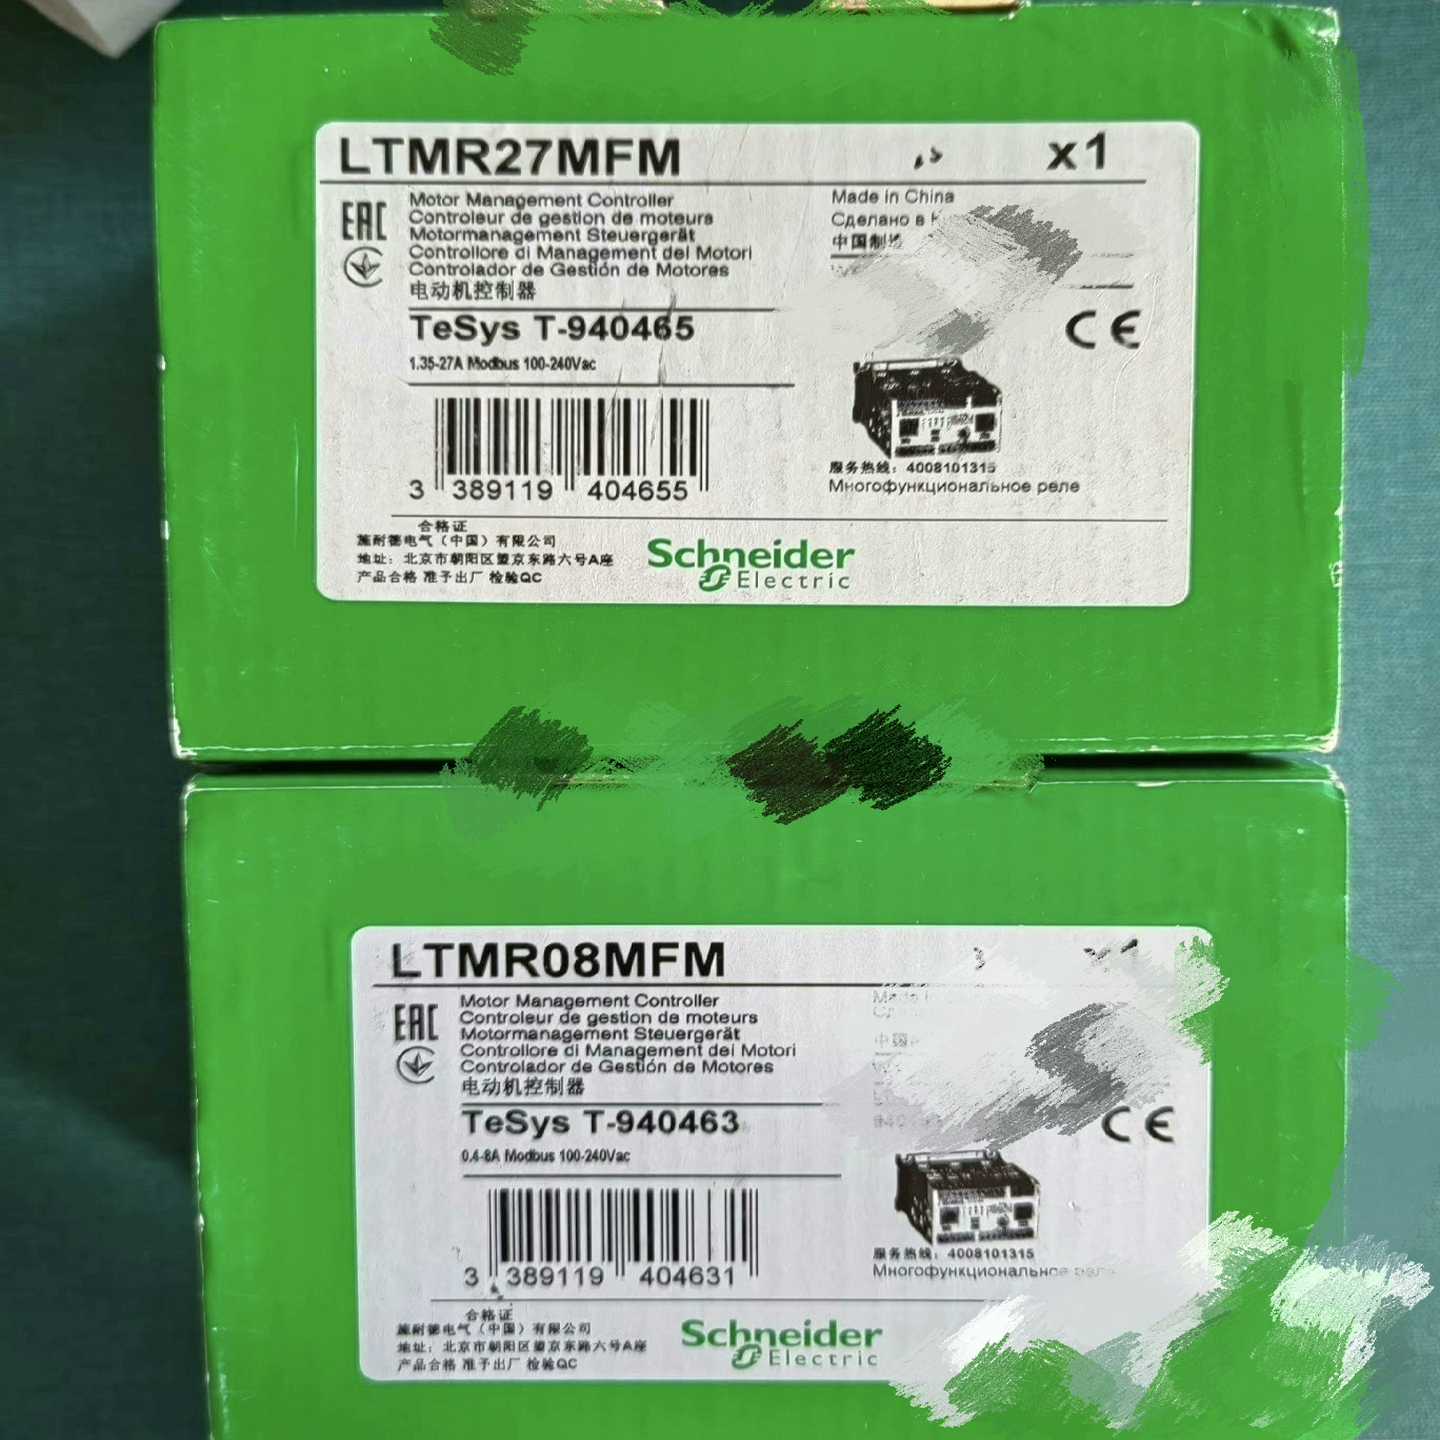 LTMR27MFM x1
EAC
Motor Management Controller
Controleur de gestion de moteurs
Motormanagement Steuergerät
Controllore di Management dei Motori
Controlador de Gestión de Motores
电动机控制器
Made in China
Сделано в
中国制造
TeSys T-940465
1.35-27A Modbus 100-240Vac
CE
3 389119 404655
服务热线：4008101315
Многофункциональное реле
合格证
施耐德电气（中国）有限公司
地址：北京市朝阳区望京东路六号A座
产品合格 准予出厂 检验QC
Schneider
Electric
LTMR08MFM
EAC
Motor Management Controller
Controleur de gestion de moteurs
Motormanagement Steuergerät
Controllore di Management dei Motori
Controlador de Gestión de Motores
电动机控制器
TeSys T-940463
0.4-8A Modbus 100-240Vac
CE
3 389119 404631
服务热线：4008101315
Многофункциональное
合格证
施耐德电气（中国）有限公司
地址：北京市朝阳区望京东路六号A座
产品合格 准予出厂 检验QC
Schneider
Electric